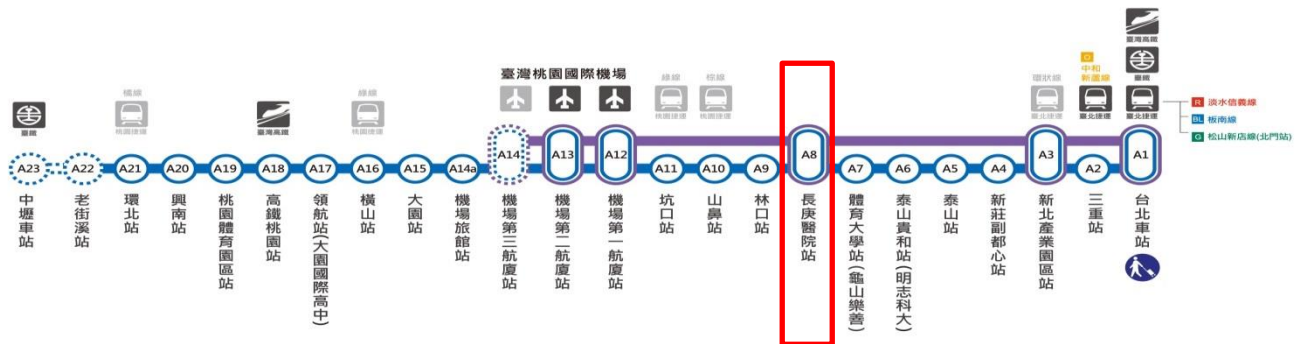 臺灣高鐵
臺鐵
臺北捷運
O
中和
新蘆線
臺北捷運
環狀線
臺北捷運
R 淡水信義線
BL 板南線
G 松山新店線(北門站)
臺灣桃園國際機場
綠線
桃園捷運
棕線
桃園捷運
臺鐵
橘線
桃園捷運
臺灣高鐵
綠線
桃園捷運
A23
A22
A21
A20
A19
A18
A17
A16
A15
A14a
A14
A13
A12
A11
A10
A9
A8
A7
A6
A5
A4
A3
A2
A1
中壢車站
老街溪站
環北站
興南站
桃園體育園區站
高鐵桃園站
領航站(大園國際高中)
橫山站
大園站
機場旅館站
機場第三航廈站
機場第二航廈站
機場第一航廈站
坑口站
山鼻站
林口站
長庚醫院站
體育大學站(龜山樂善)
泰山貴和站(明志科大)
泰山站
新莊副都心站
新北產業園區站
三重站
台北車站